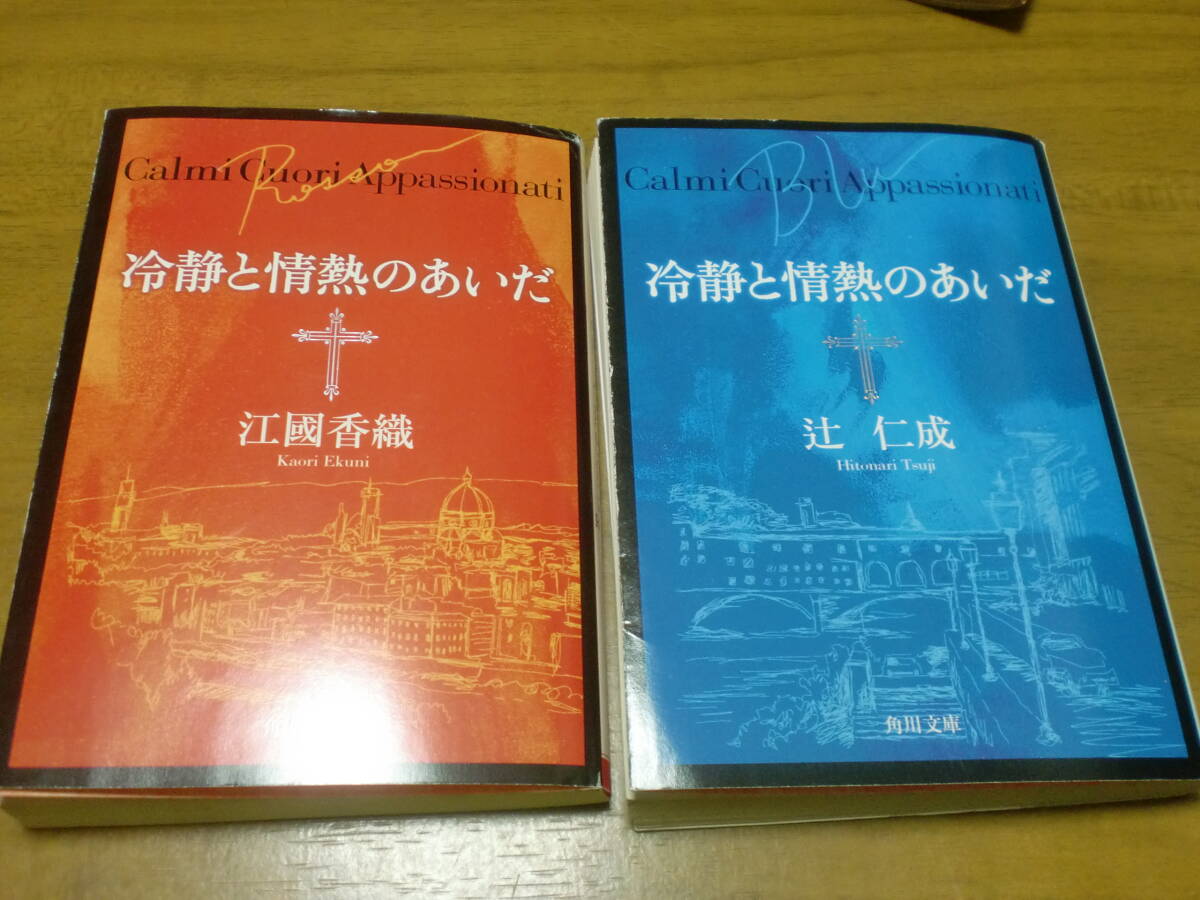 Calmi Cuori Appassionati
Rosso
冷静と情熱のあいだ
江國香織
Kaori Ekuni
Calmi Cuori Appassionati
Blu
冷静と情熱のあいだ
辻 仁成
Hitonari Tsuji
角川文庫